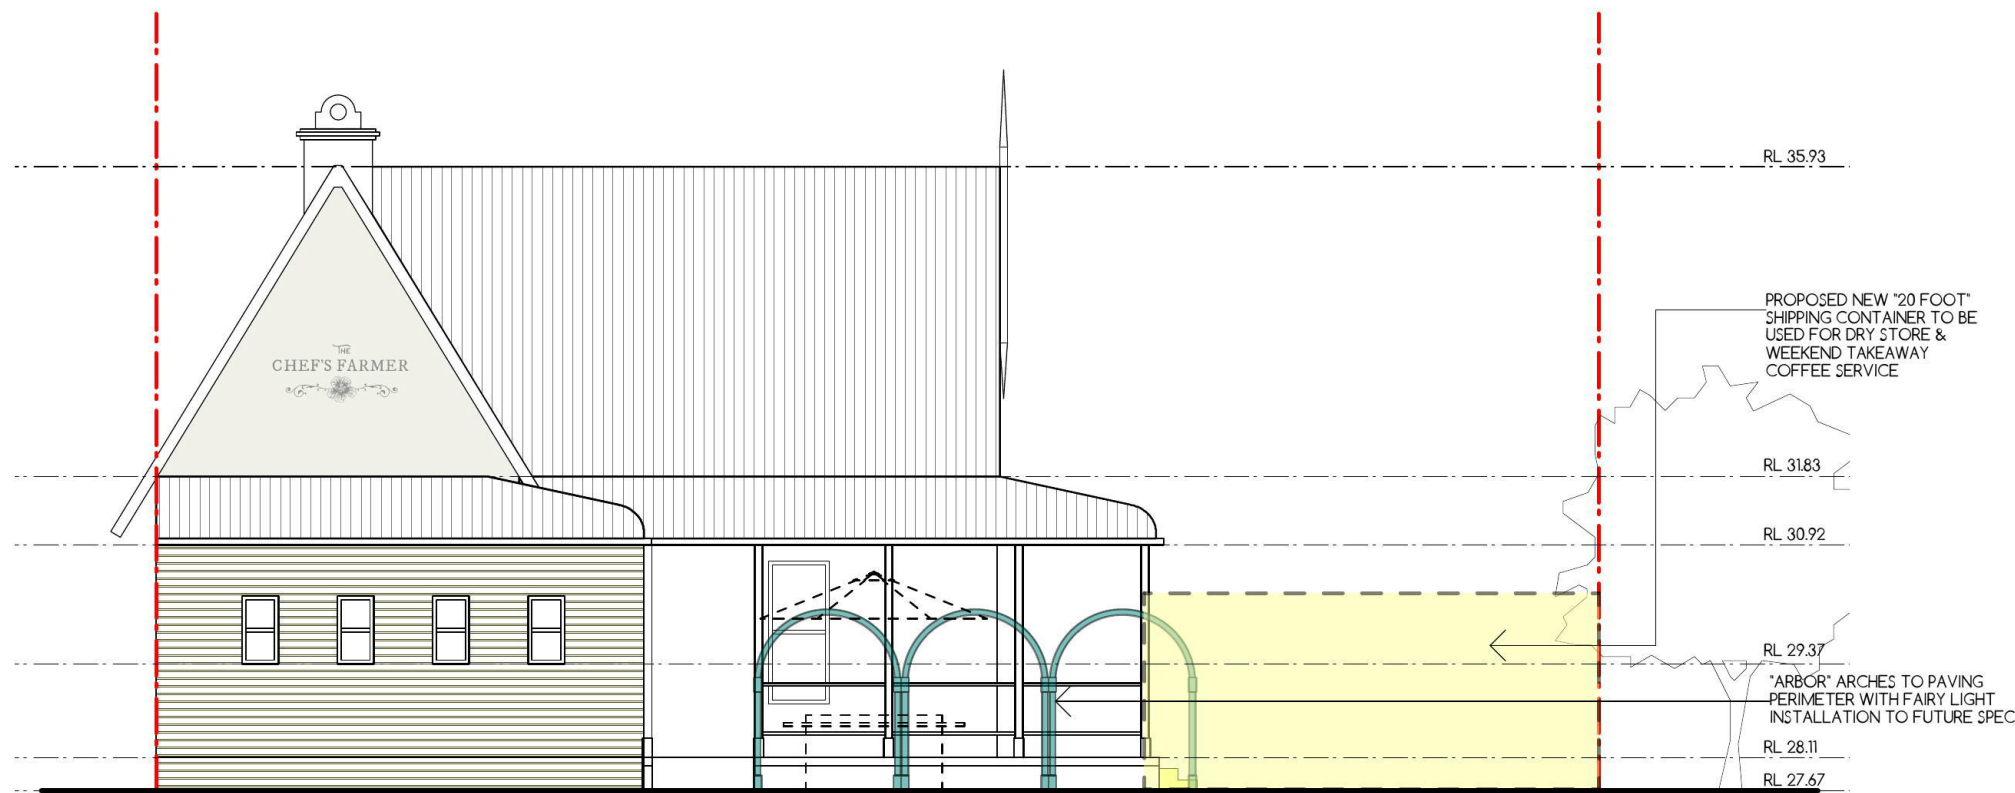 RL 35.93
PROPOSED NEW "20 FOOT"
SHIPPING CONTAINER TO BE
USED FOR DRY STORE &
WEEKEND TAKEAWAY
COFFEE SERVICE
THE
CHEF'S FARMER
RL 31.83
RL 30.92
RL 29.37
"ARBOR" ARCHES TO PAVING
PERIMETER WITH FAIRY LIGHT
INSTALLATION TO FUTURE SPEC
RL 28.11
RL 27.67